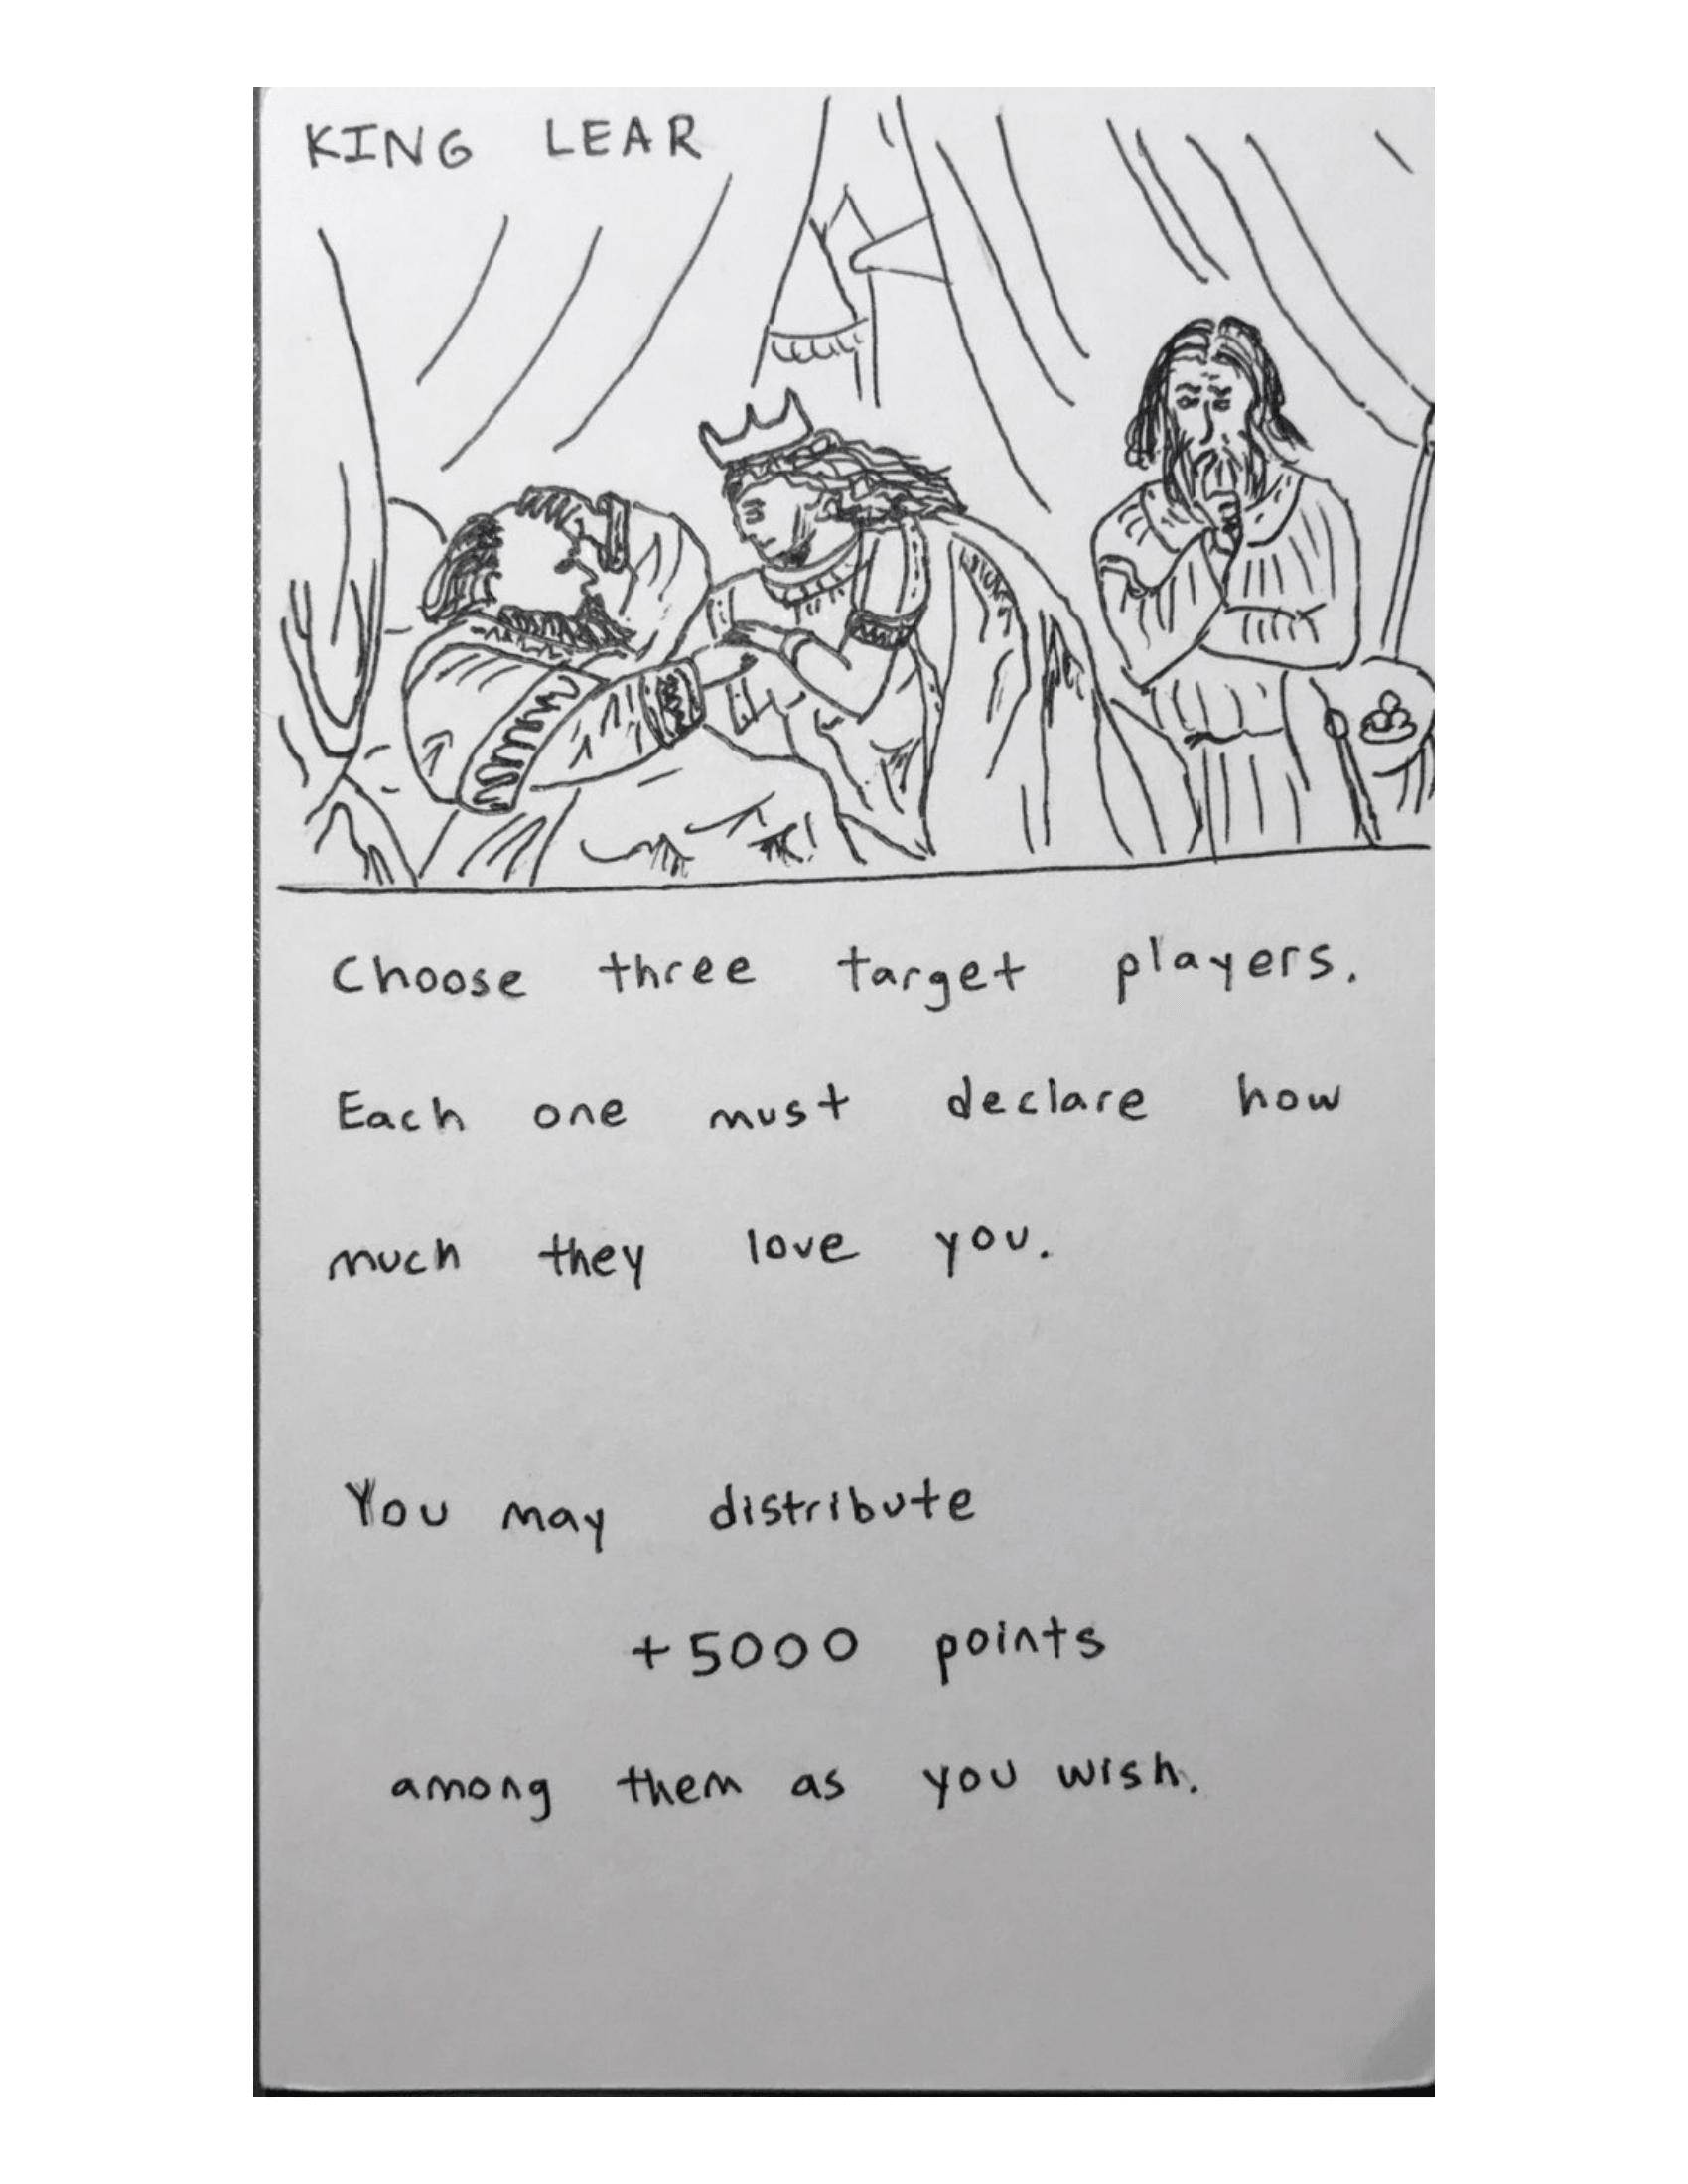 KING LEAR
Choose three target players.
Each one must declare how
much they love you.
You may distribute
+5000 points
among them as you wish.